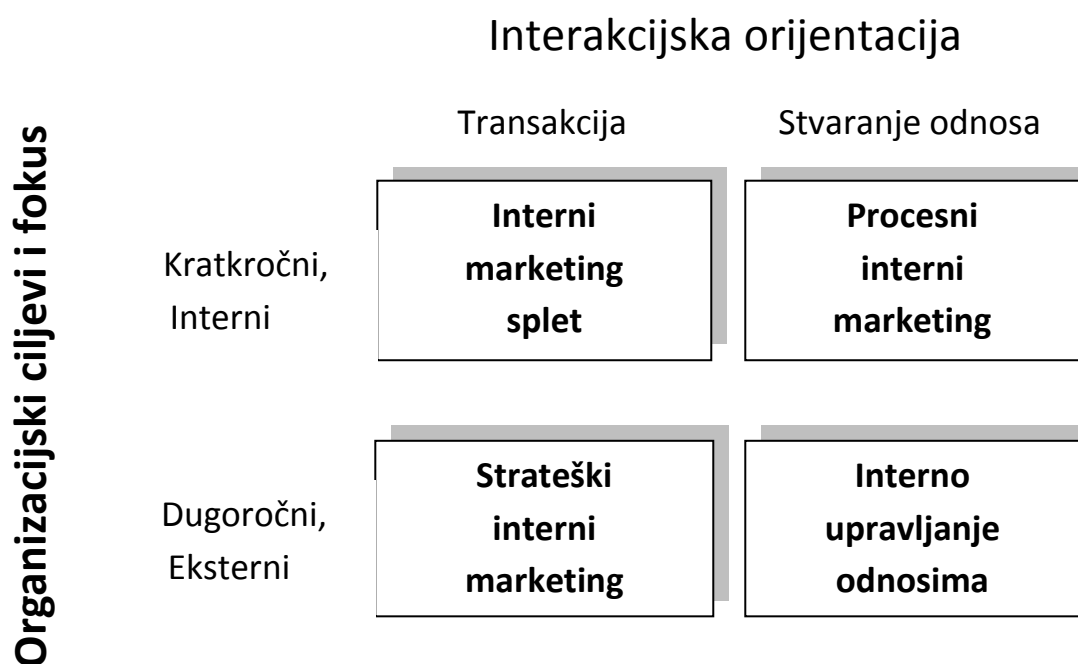 Interakcijska orijentacija
Transakcija
Stvaranje odnosa
Organizacijski ciljevi i fokus
Kratkročni,
Interni
Interni
marketing
splet
Procesni
interni
marketing
Dugoročni,
Eksterni
Strateški
interni
marketing
Interno
upravljanje
odnosima